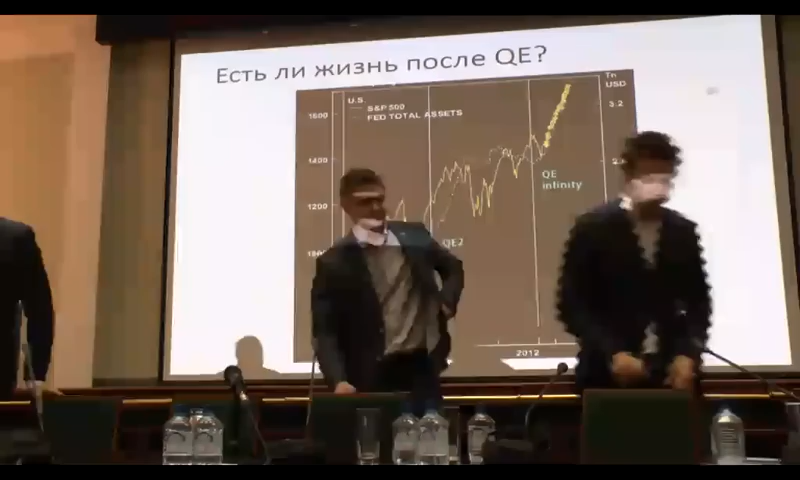 Есть ли жизнь после QE?
U.S.
S&P 500
FED TOTAL ASSETS
Tn
USD
1600
3.2
1400
QE
infinity
1200
QE2
2012